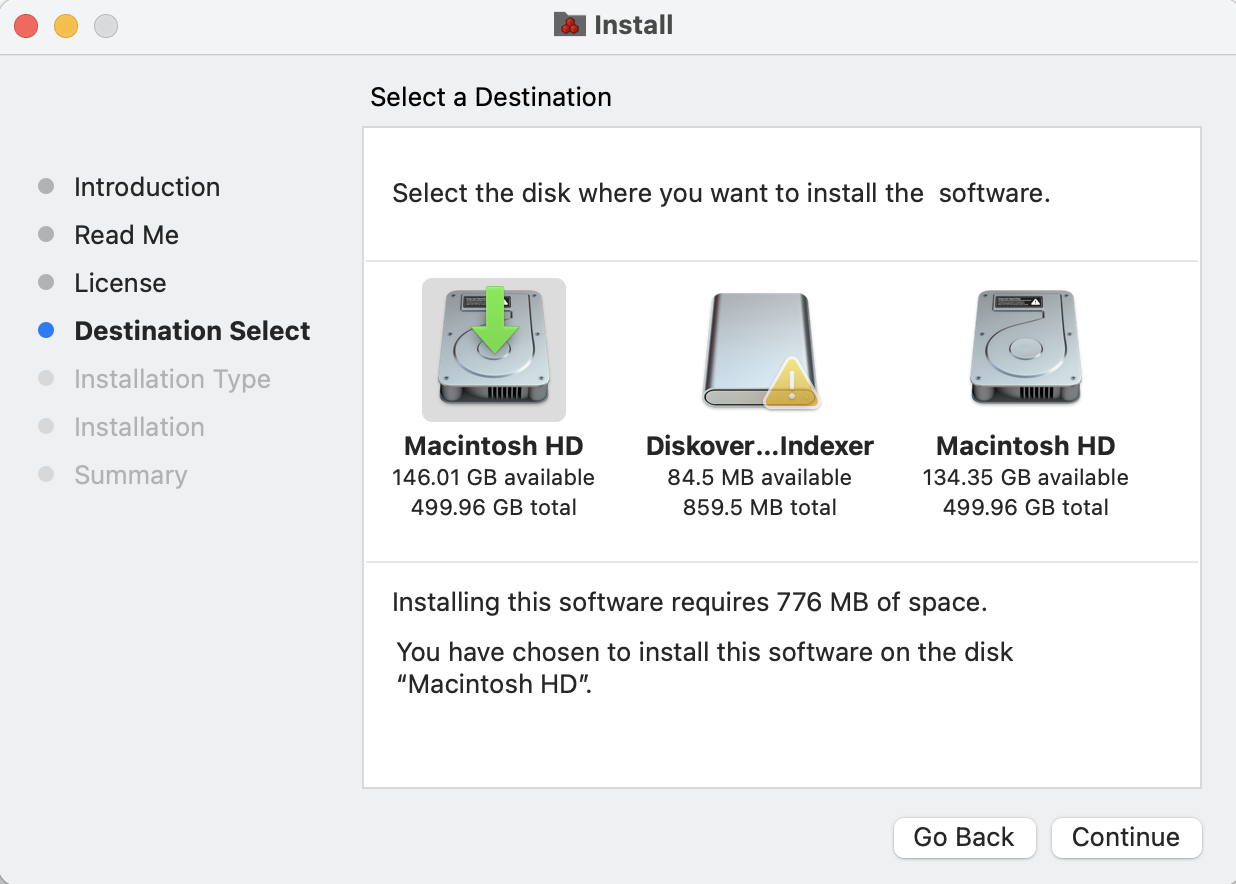 Install
Select a Destination
Introduction
Read Me
License
Destination Select
Installation Type
Installation
Summary
Select the disk where you want to install the  software.
Macintosh HD
146.01 GB available
499.96 GB total
Diskover...Indexer
84.5 MB available
859.5 MB total
Macintosh HD
134.35 GB available
499.96 GB total
Installing this software requires 776 MB of space.
You have chosen to install this software on the disk
“Macintosh HD”.
Go Back
Continue